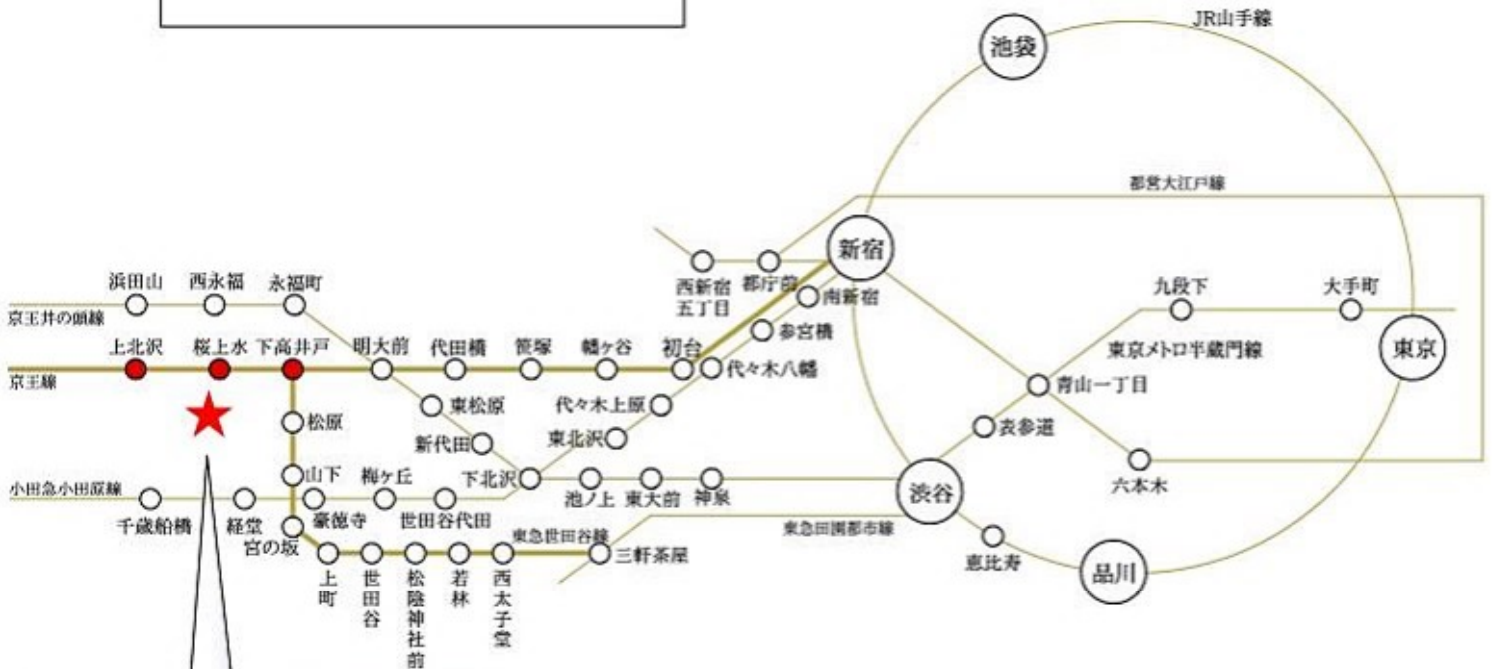 JR山手線
池袋
都営大江戸線
新宿
西新宿
五丁目
都庁前
南新宿
参宮橋
九段下
大手町
東京
東京メトロ半蔵門線
浜田山
西永福
永福町
京王井の頭線
上北沢
桜上水
下高井戸
明大前
代田橋
笹塚
幡ヶ谷
初台
代々木八幡
京王線
青山一丁目
松原
東松原
代々木上原
表参道
新代田
東北沢
山下
梅ヶ丘
下北沢
池ノ上
東大前
神泉
渋谷
六本木
小田急小田原線
千歳船橋
経堂
豪徳寺
世田谷代田
宮の坂
東急世田谷線
東急田園都市線
三軒茶屋
恵比寿
品川
上町
世田谷
松陰神社前
若林
西太子堂